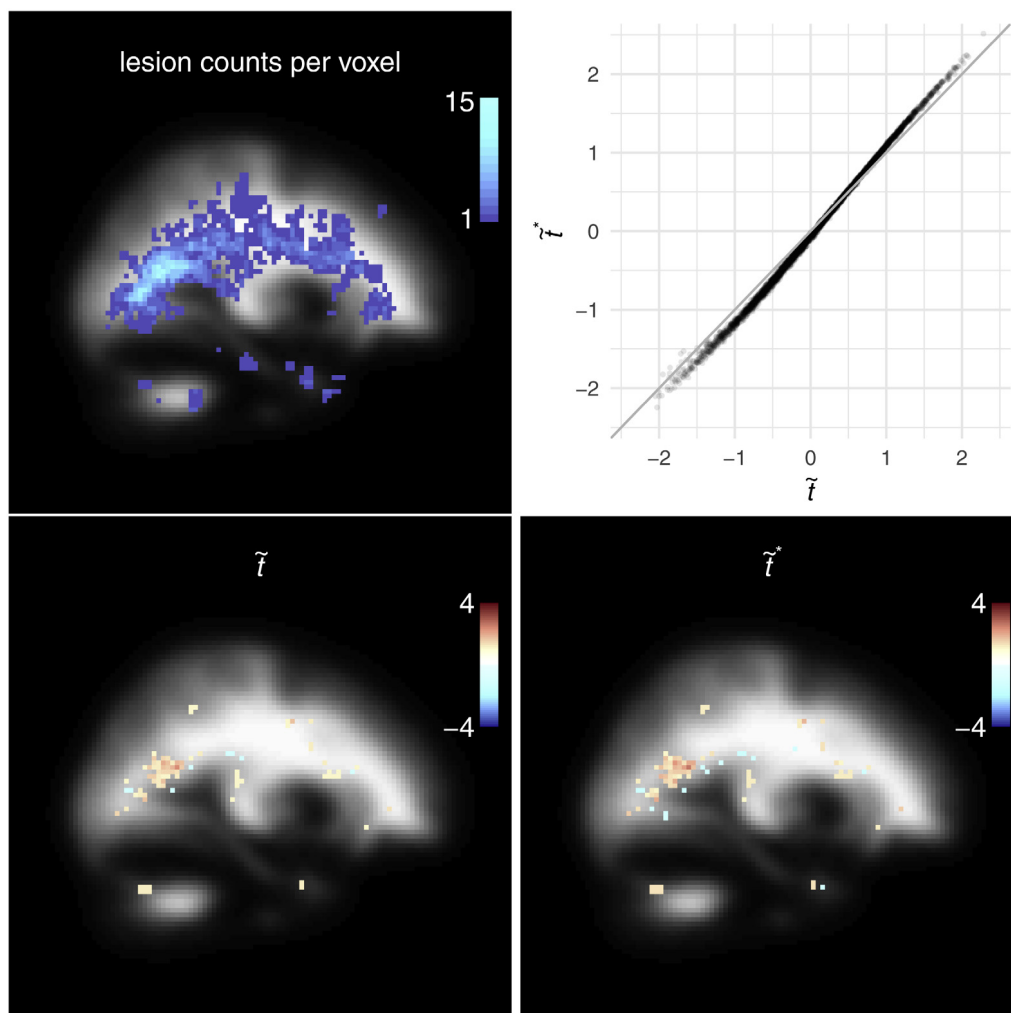 lesion counts per voxel
15
1
2
1
0
−1
−2
t̃*
−2 −1 0 1 2
t̃
t̃
4
−4
t̃*
4
−4